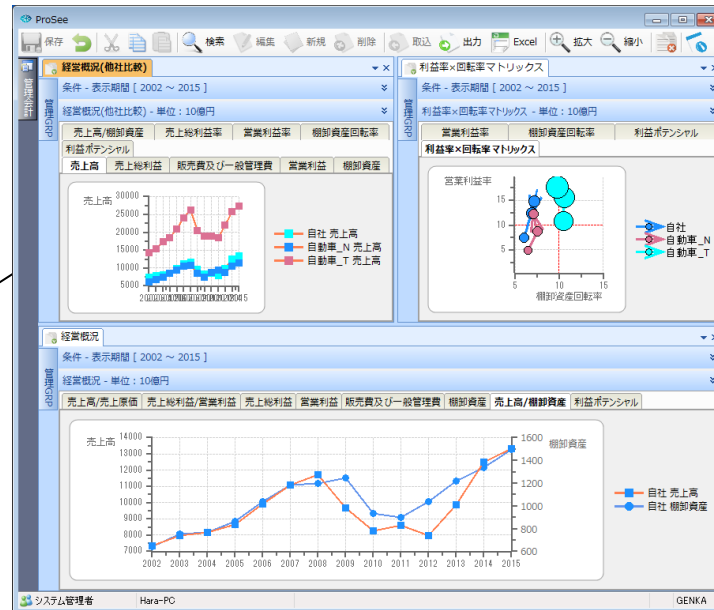 ProSee
保存 検索 編集 新規 削除 取込 出力 Excel 拡大 縮小
管理会計
経営概況(他社比較)
管理GRP
条件 - 表示期間 [ 2002 ～ 2015 ]
経営概況(他社比較) - 単位：10億円
売上高/棚卸資産 売上総利益率 営業利益率 棚卸資産回転率
利益ポテンシャル
売上高 売上総利益 販売費及び一般管理費 営業利益 棚卸資産
売上高
30000
25000
20000
15000
10000
5000
自社 売上高
自動車_N 売上高
自動車_T 売上高
利益率×回転率マトリックス
管理GRP
条件 - 表示期間 [ 2002 ～ 2015 ]
利益率×回転率マトリックス - 単位：10億円
営業利益率 棚卸資産回転率 利益ポテンシャル
利益率×回転率マトリックス
営業利益率
15
10
5
5 10 15
棚卸資産回転率
自社
自動車_N
自動車_T
経営概況
管理GRP
条件 - 表示期間 [ 2002 ～ 2015 ]
経営概況 - 単位：10億円
売上高/売上原価 売上総利益/営業利益 売上総利益 営業利益 販売費及び一般管理費 棚卸資産 売上高/棚卸資産 利益ポテンシャル
売上高
14000
13000
12000
11000
10000
9000
8000
7000
1600
1400
1200
1000
800
600
棚卸資産
2002 2003 2004 2005 2006 2007 2008 2009 2010 2011 2012 2013 2014 2015
自社 売上高
自社 棚卸資産
システム管理者 Hara-PC GENKA